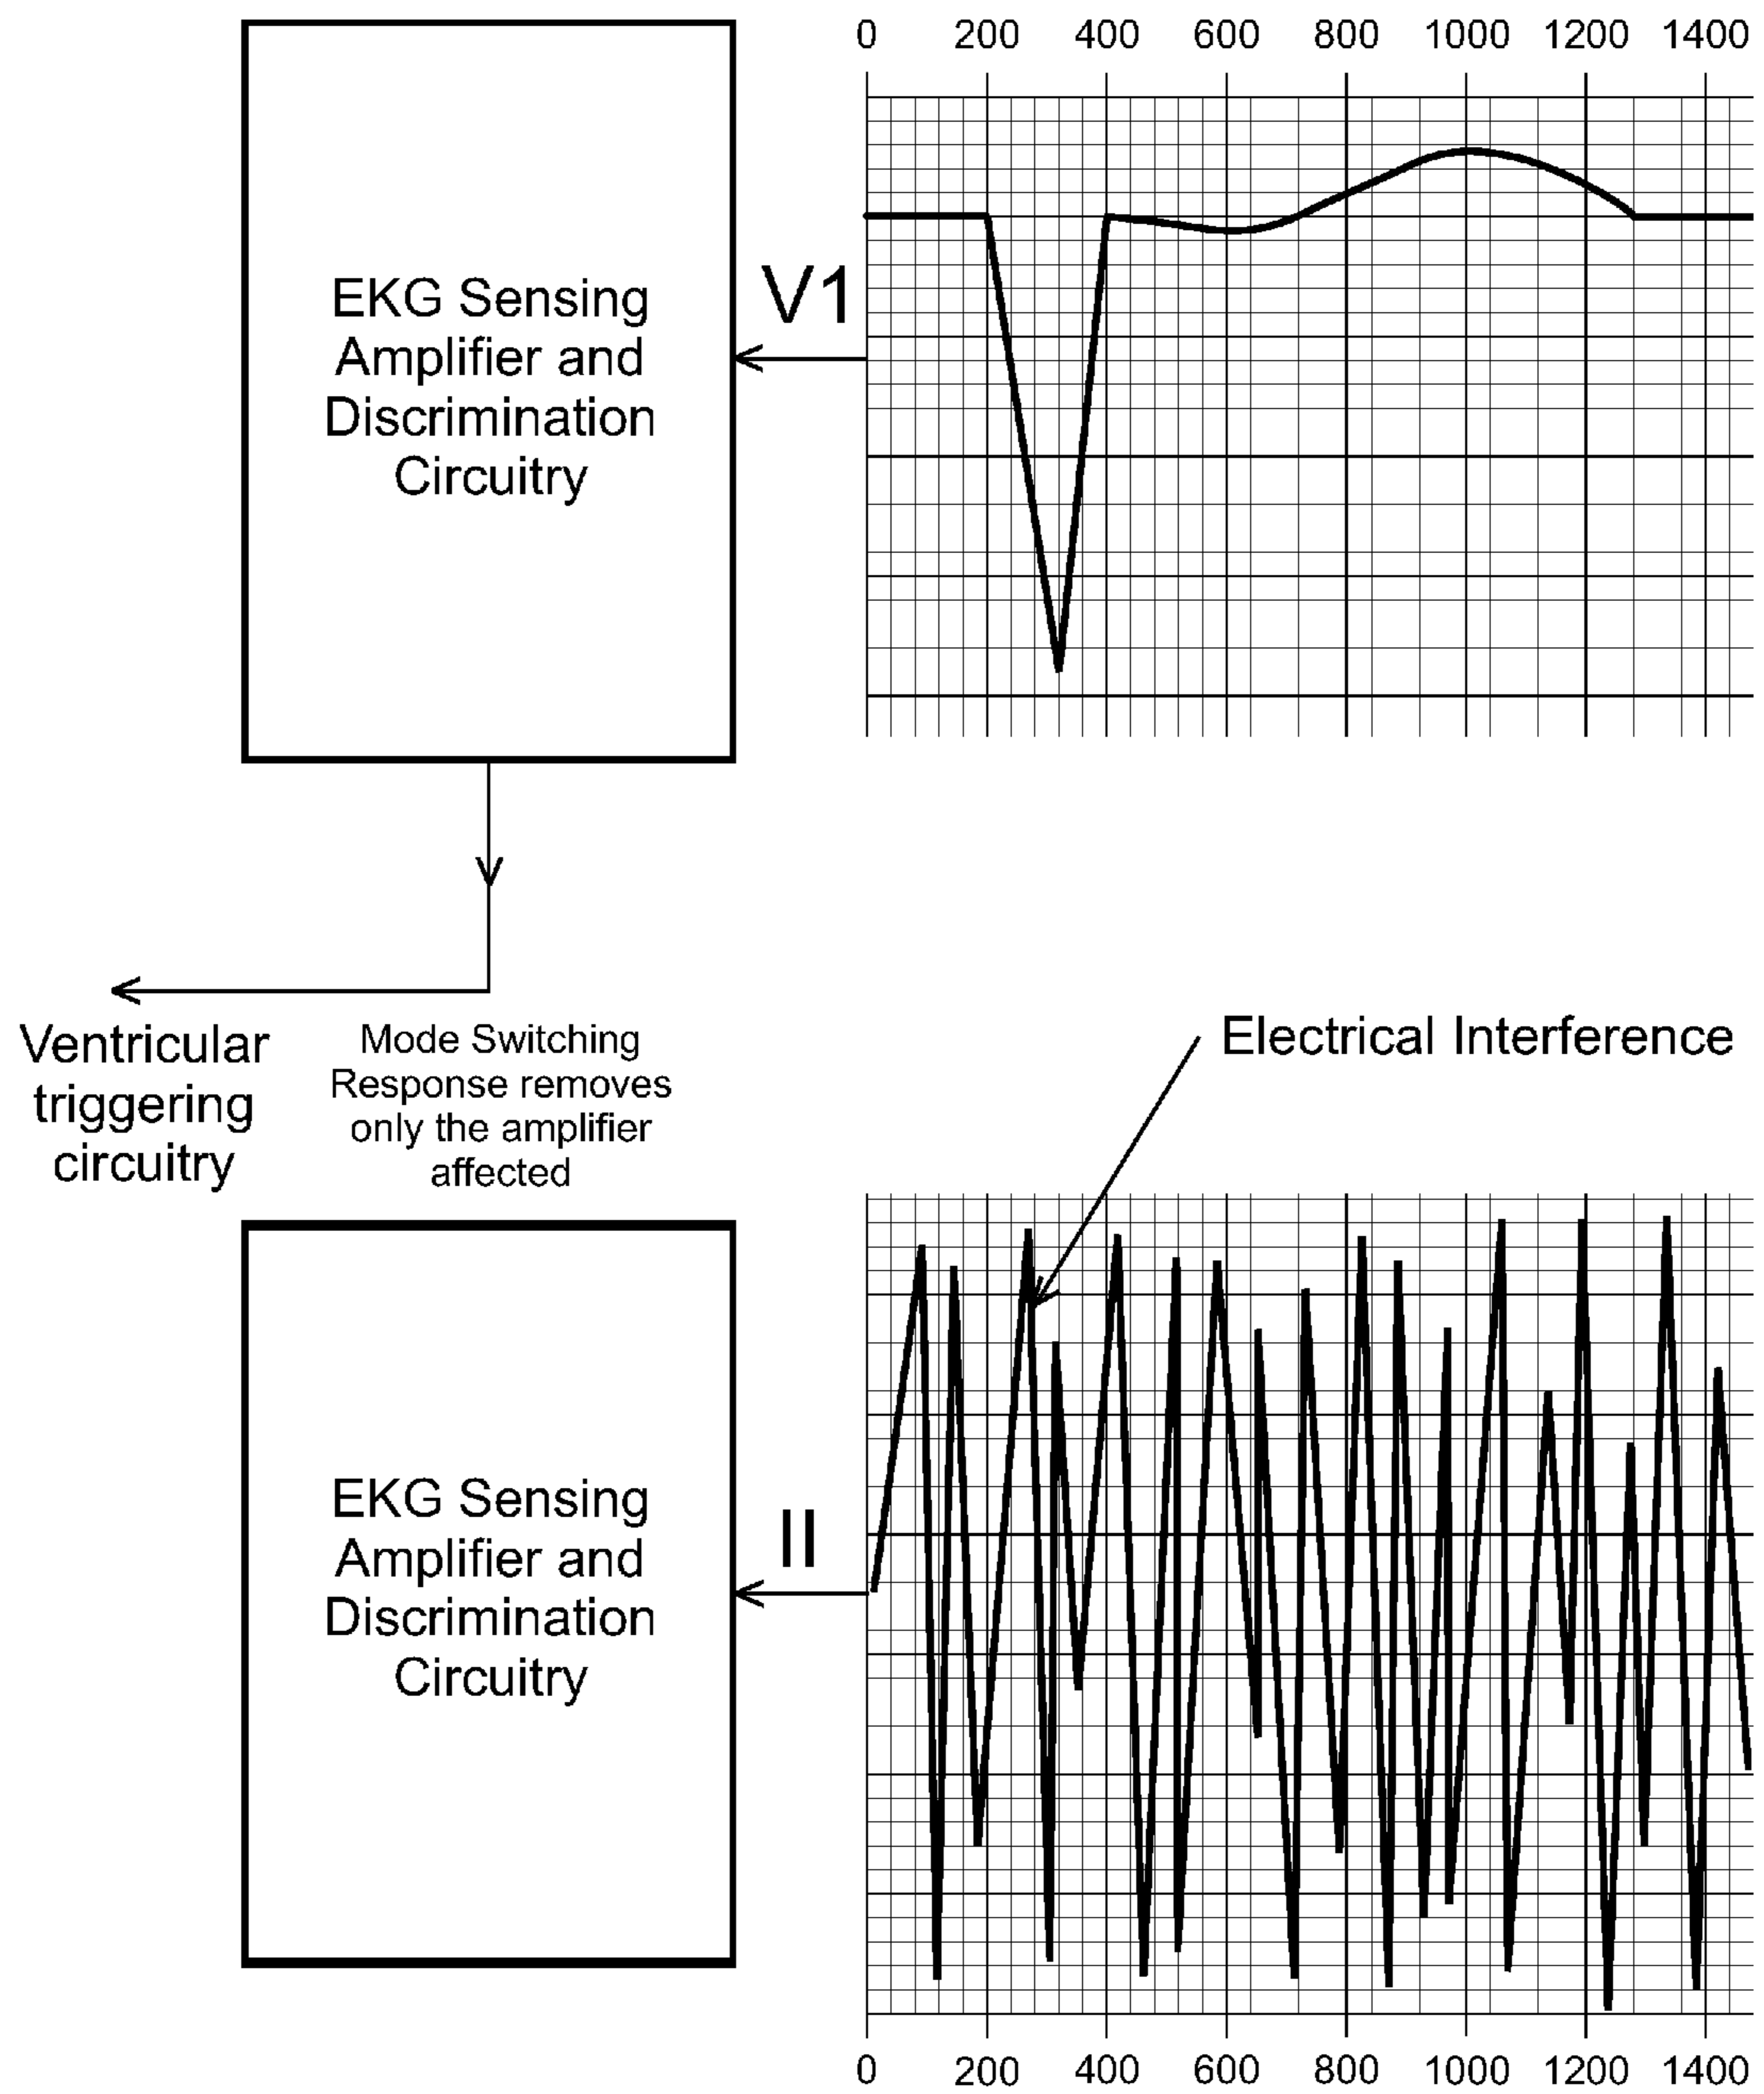 0 200 400 600 800 1000 1200 1400
EKG Sensing
Amplifier and
Discrimination
Circuitry
V1
Electrical Interference
Ventricular
triggering
circuitry
Mode Switching
Response removes
only the amplifier
affected
EKG Sensing
Amplifier and
Discrimination
Circuitry
II
0 200 400 600 800 1000 1200 1400